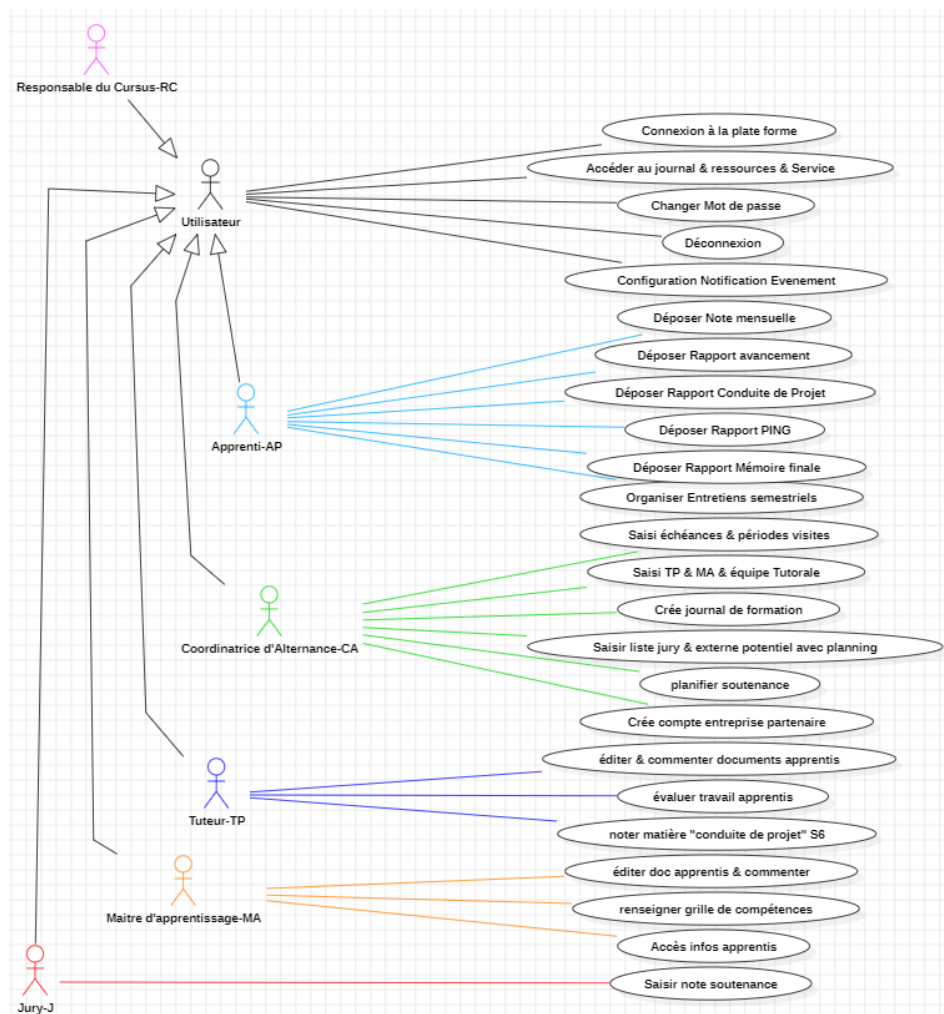 Responsable du Cursus-RC
Connexion à la plate forme
Accéder au journal & ressources & Service
Changer Mot de passe
Utilisateur
Déconnexion
Configuration Notification Evenement
Déposer Note mensuelle
Déposer Rapport avancement
Déposer Rapport Conduite de Projet
Déposer Rapport PING
Apprenti-AP
Déposer Rapport Mémoire finale
Organiser Entretiens semestriels
Saisi échéances & périodes visites
Saisi TP & MA & équipe Tutorale
Crée journal de formation
Coordinatrice d'Alternance-CA
Saisir liste jury & externe potentiel avec planning
planifier soutenance
Crée compte entreprise partenaire
éditer & commenter documents apprentis
évaluer travail apprentis
Tuteur-TP
noter matière "conduite de projet" S6
éditer doc apprentis & commenter
renseigner grille de compétences
Maitre d'apprentissage-MA
Accès infos apprentis
Saisir note soutenance
Jury-J